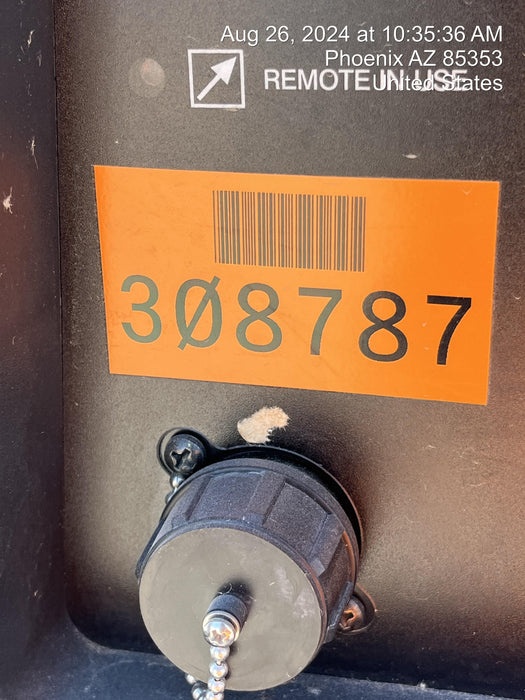 Aug 26, 2024 at 10:35:36 AM
Phoenix AZ 85353
United States
REMOTE IN USE
3Ø8787